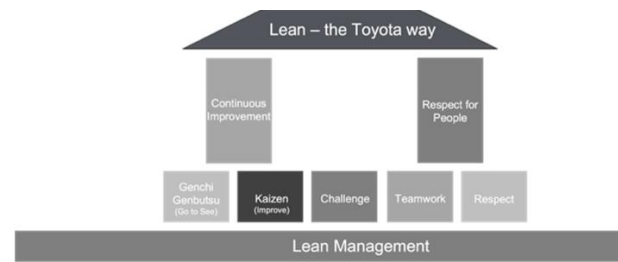 Lean – the Toyota way
Continuous
Improvement
Respect for
People
Genchi
Genbutsu
(Go to See)
Kaizen
(Improve)
Challenge
Teamwork
Respect
Lean Management